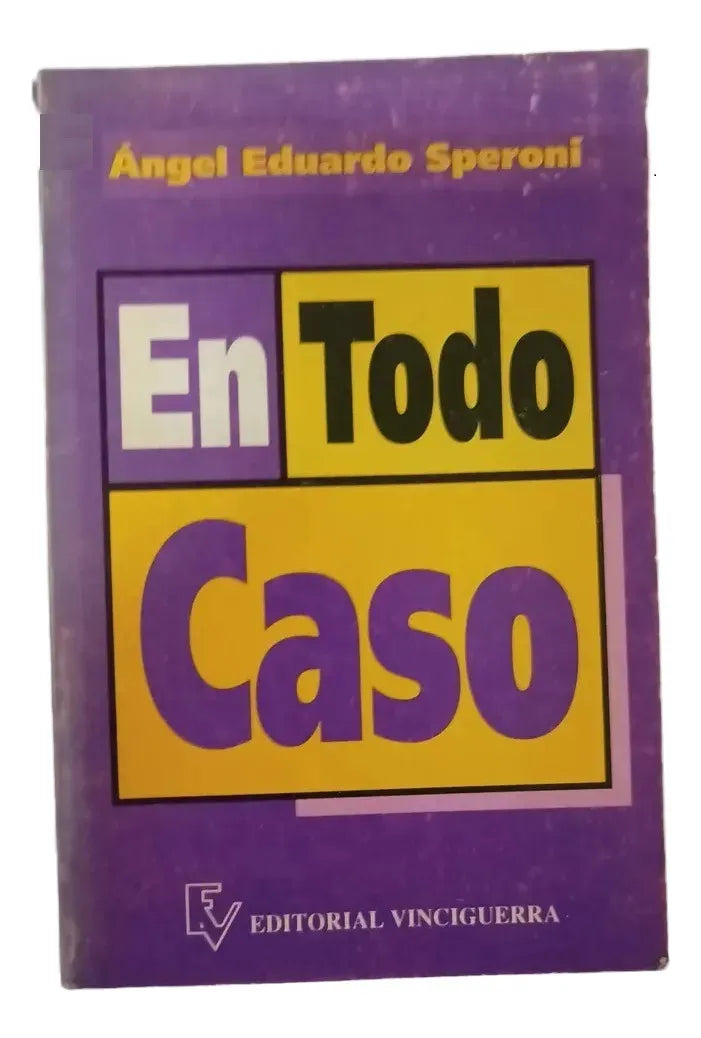 Ángel Eduardo Speroni
En Todo
Caso
EV EDITORIAL VINCIGUERRA